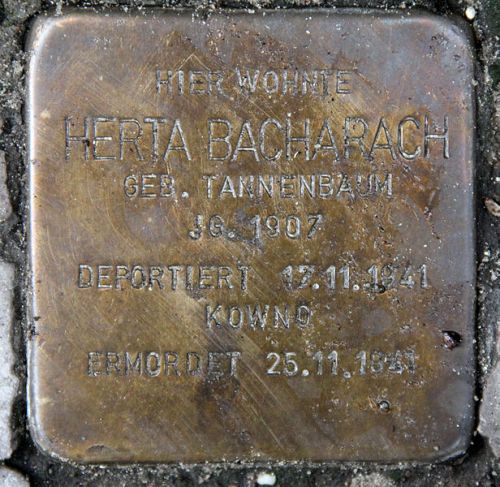 HIER WOHNTE
HERTA BACHARACH
GEB. TANNENBAUM
JG. 1907
DEPORTIERT 17.11.1941
KOWNO
ERMORDET 25.11.1941